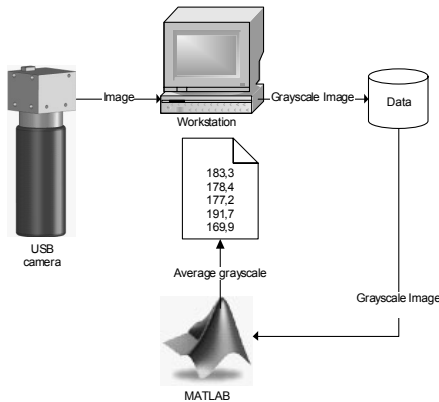 Image
Grayscale Image
Data
Workstation
183,3
178,4
177,2
191,7
169,9
USB
camera
Average grayscale
Grayscale Image
MATLAB